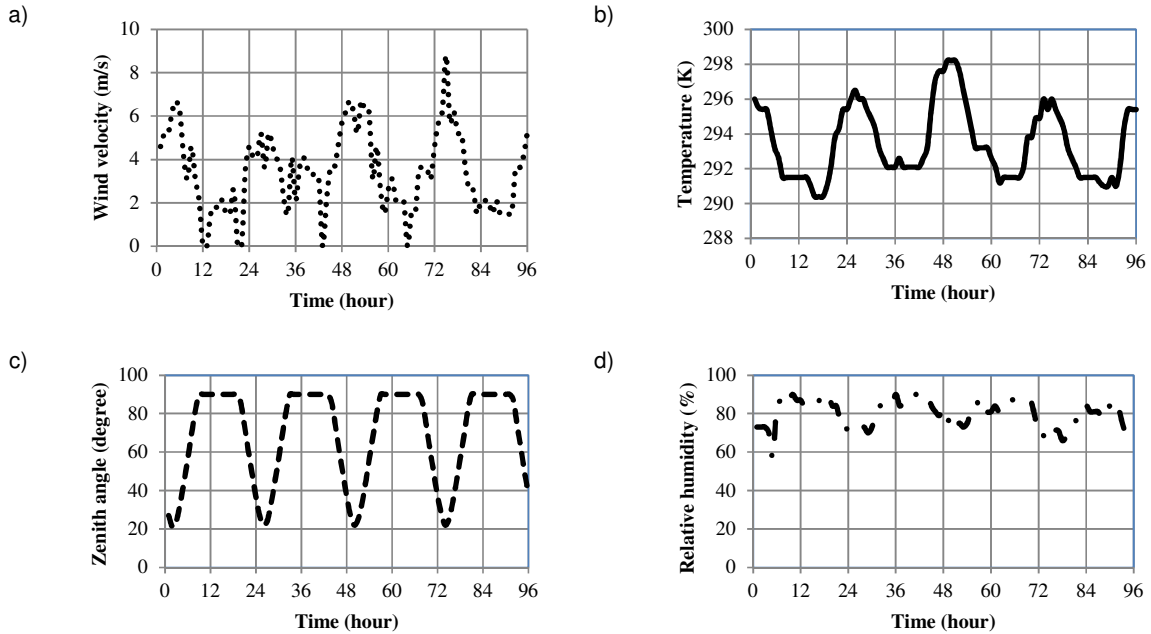 a)
10
8
6
4
2
0
Wind velocity (m/s)
0 12 24 36 48 60 72 84 96
Time (hour)
b)
300
298
296
294
292
290
288
Temperature (K)
0 12 24 36 48 60 72 84 96
Time (hour)
c)
100
80
60
40
20
0
Zenith angle (degree)
0 12 24 36 48 60 72 84 96
Time (hour)
d)
100
80
60
40
20
0
Relative humidity (%)
0 12 24 36 48 60 72 84 96
Time (hour)